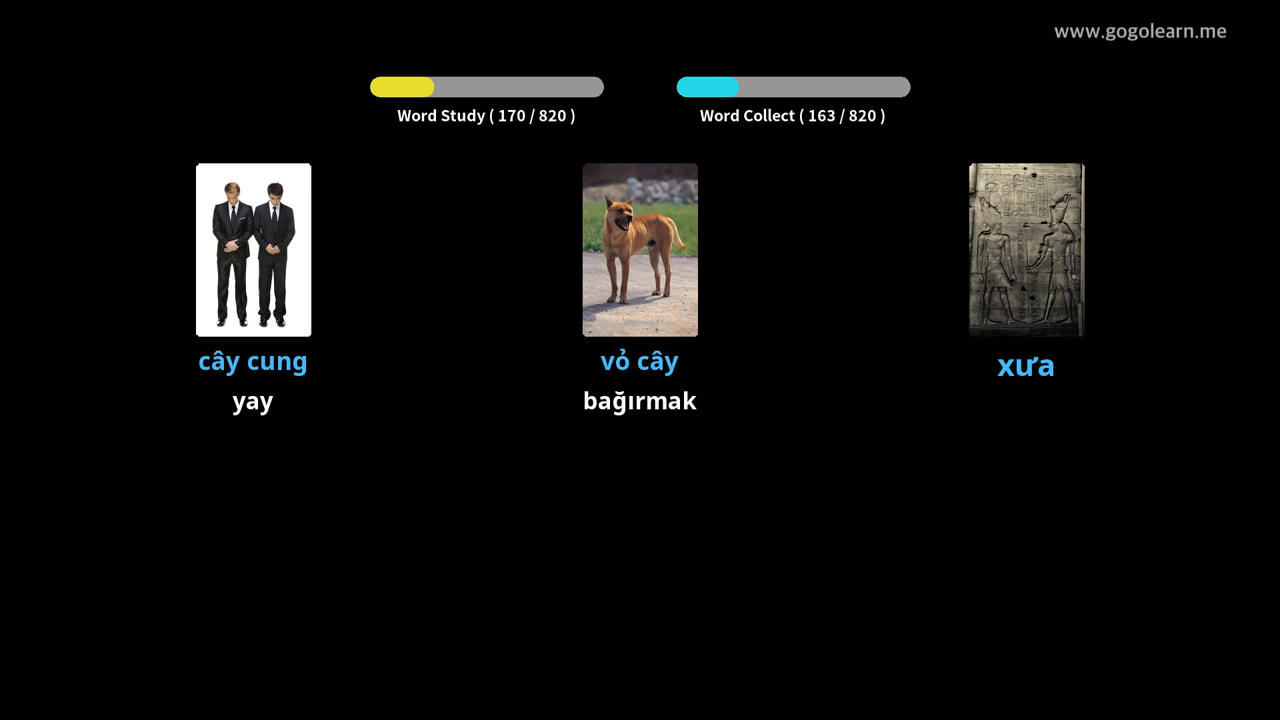 www.gogolearn.me
Word Study ( 170 / 820 )
Word Collect ( 163 / 820 )
cây cung
yay
vỏ cây
bağırmak
xưa